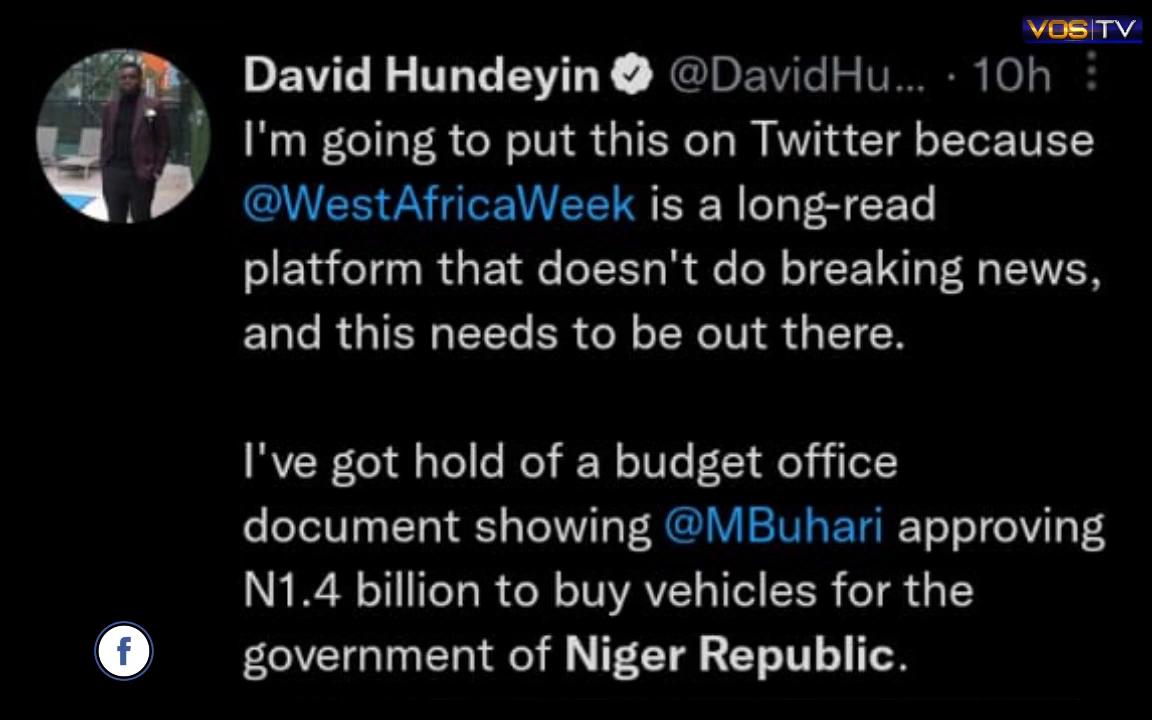 VOS TV
David Hundeyin @DavidHu... · 10h
I'm going to put this on Twitter because
@WestAfricaWeek is a long-read
platform that doesn't do breaking news,
and this needs to be out there.
I've got hold of a budget office
document showing @MBuhari approving
N1.4 billion to buy vehicles for the
government of Niger Republic.
f